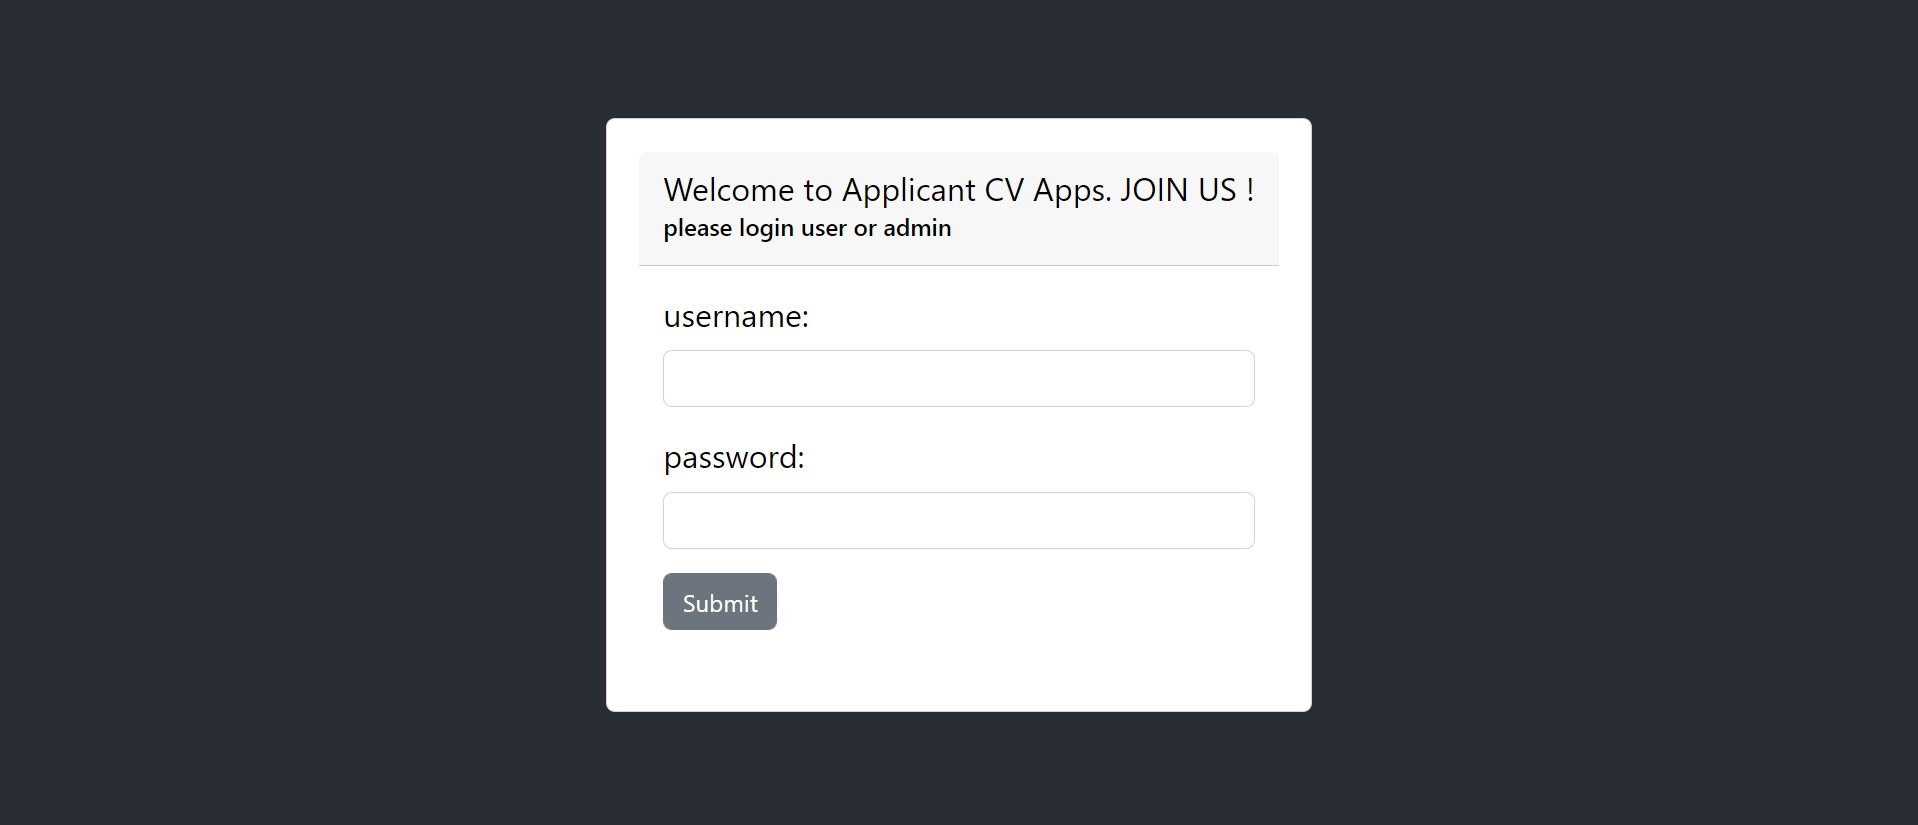 Welcome to Applicant CV Apps. JOIN US !
please login user or admin
username:
password:
Submit